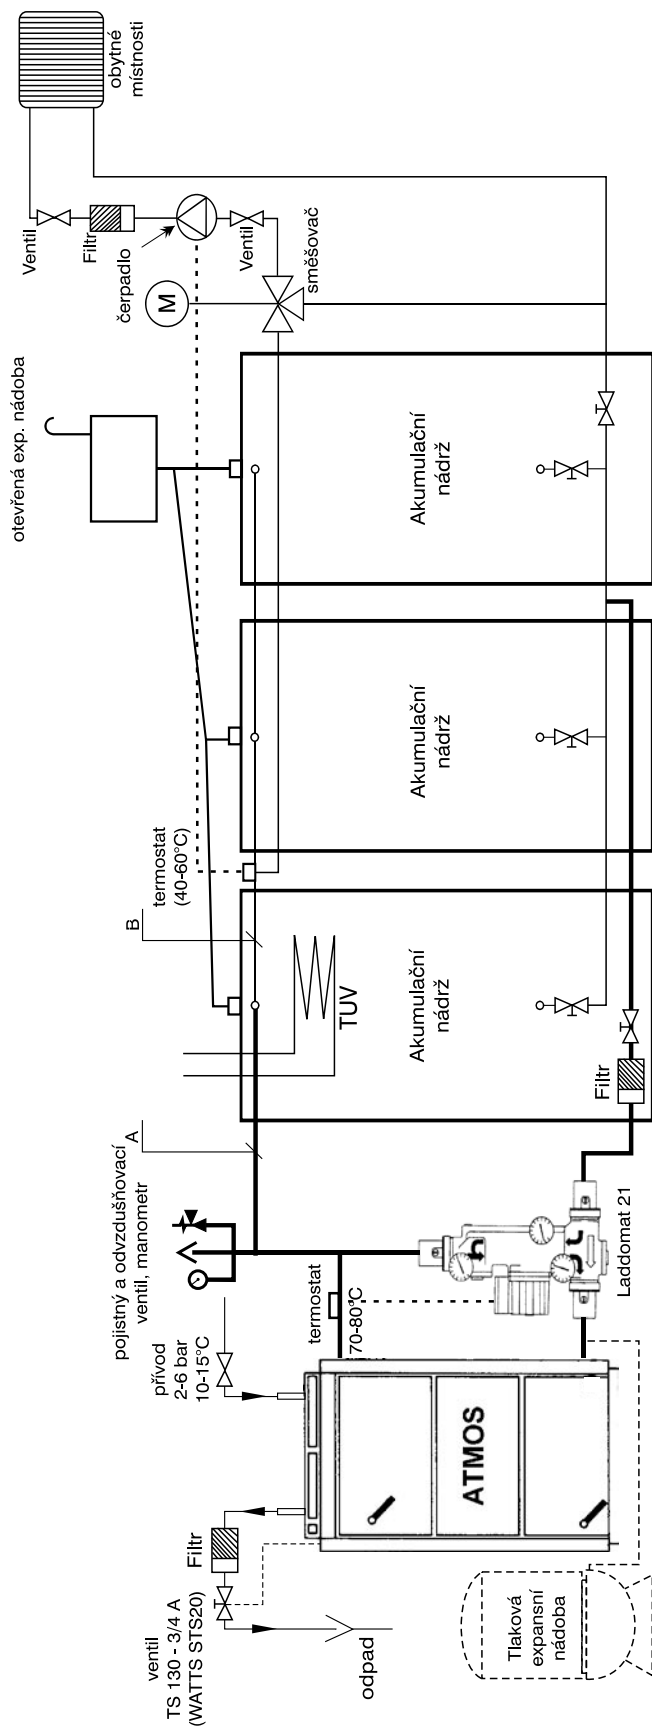 ventil
TS 130 - 3/4 A
(WATTS STS20)
Filtr
odpad
Tlaková
expansní
nádoba
přívod
2-6 bar
10-15°C
ATMOS
pojistný a odvzdušňovací
ventil, manometr
termostat
70-80°C
Laddomat 21
A
B
TUV
Akumulační
nádrž
Filtr
termostat
(40-60°C)
Akumulační
nádrž
otevřená exp. nádoba
Akumulační
nádrž
M
čerpadlo
Ventil
směšovač
Ventil
Filtr
obytné
místnosti